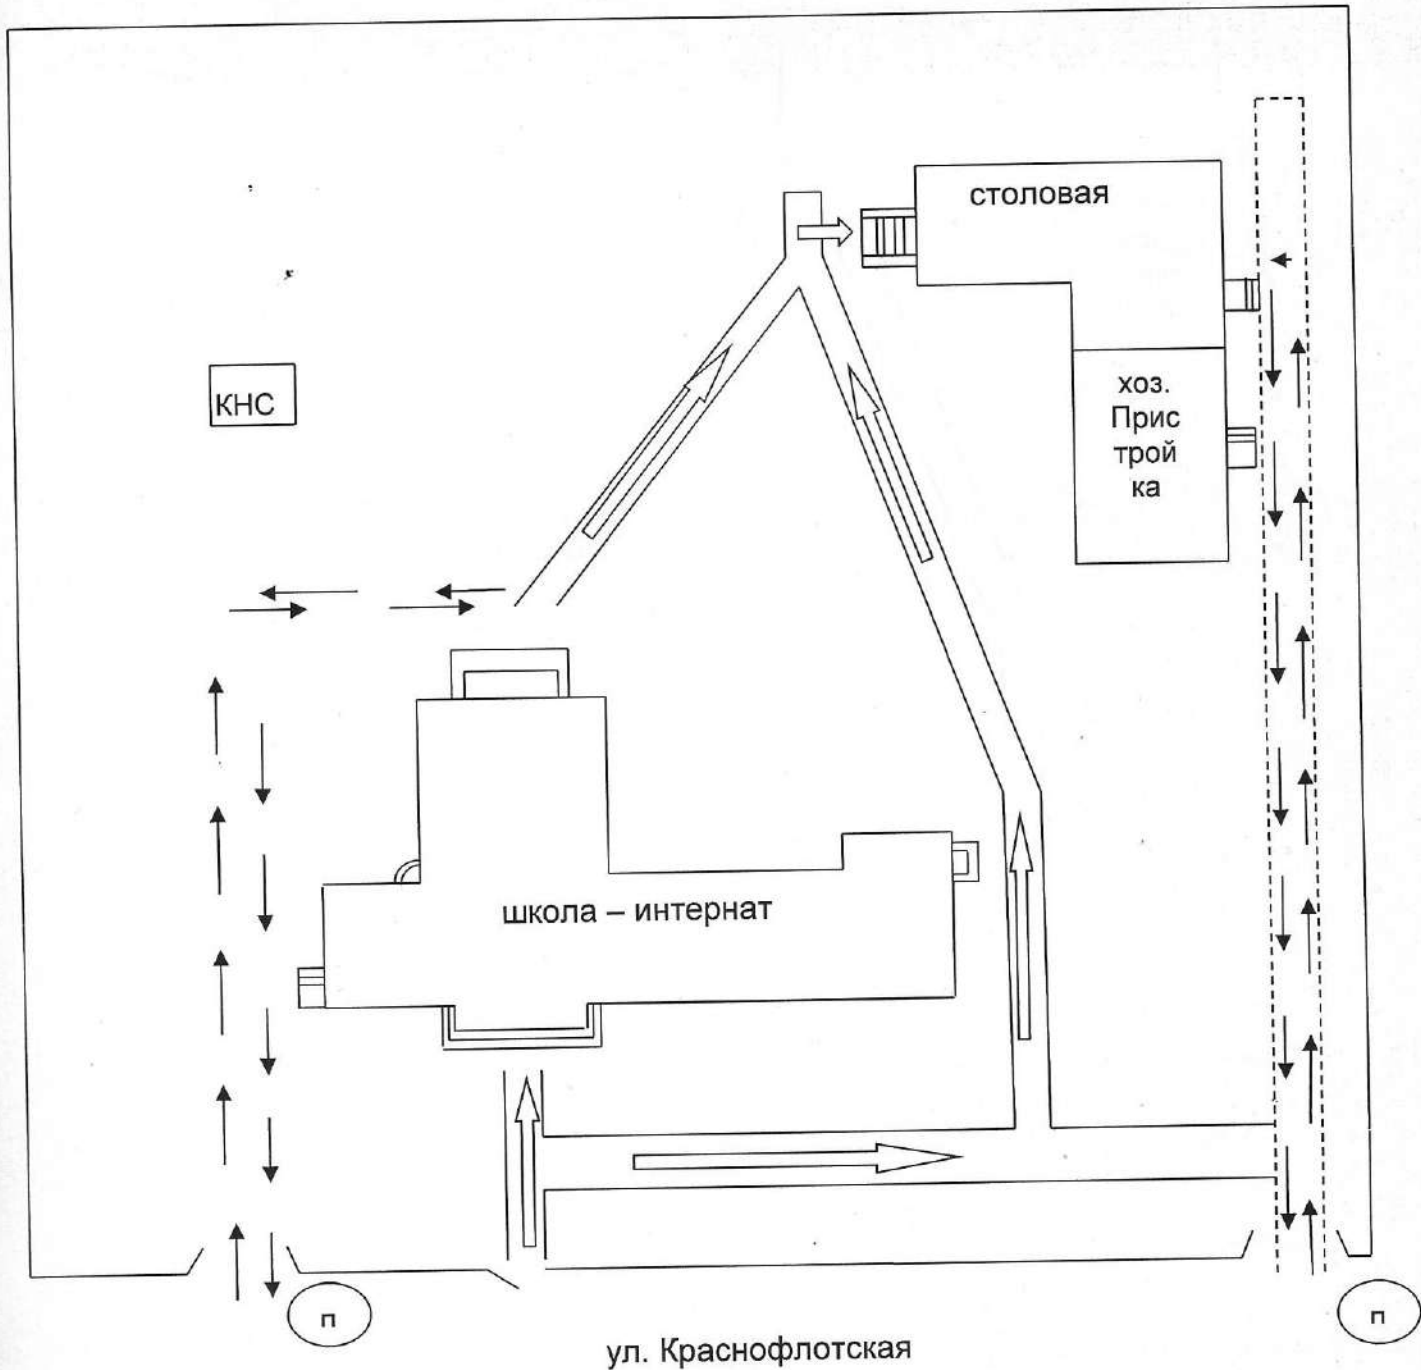 столовая
КНС
хоз.
Прис
трой
ка
школа – интернат
п
п
ул. Краснофлотская